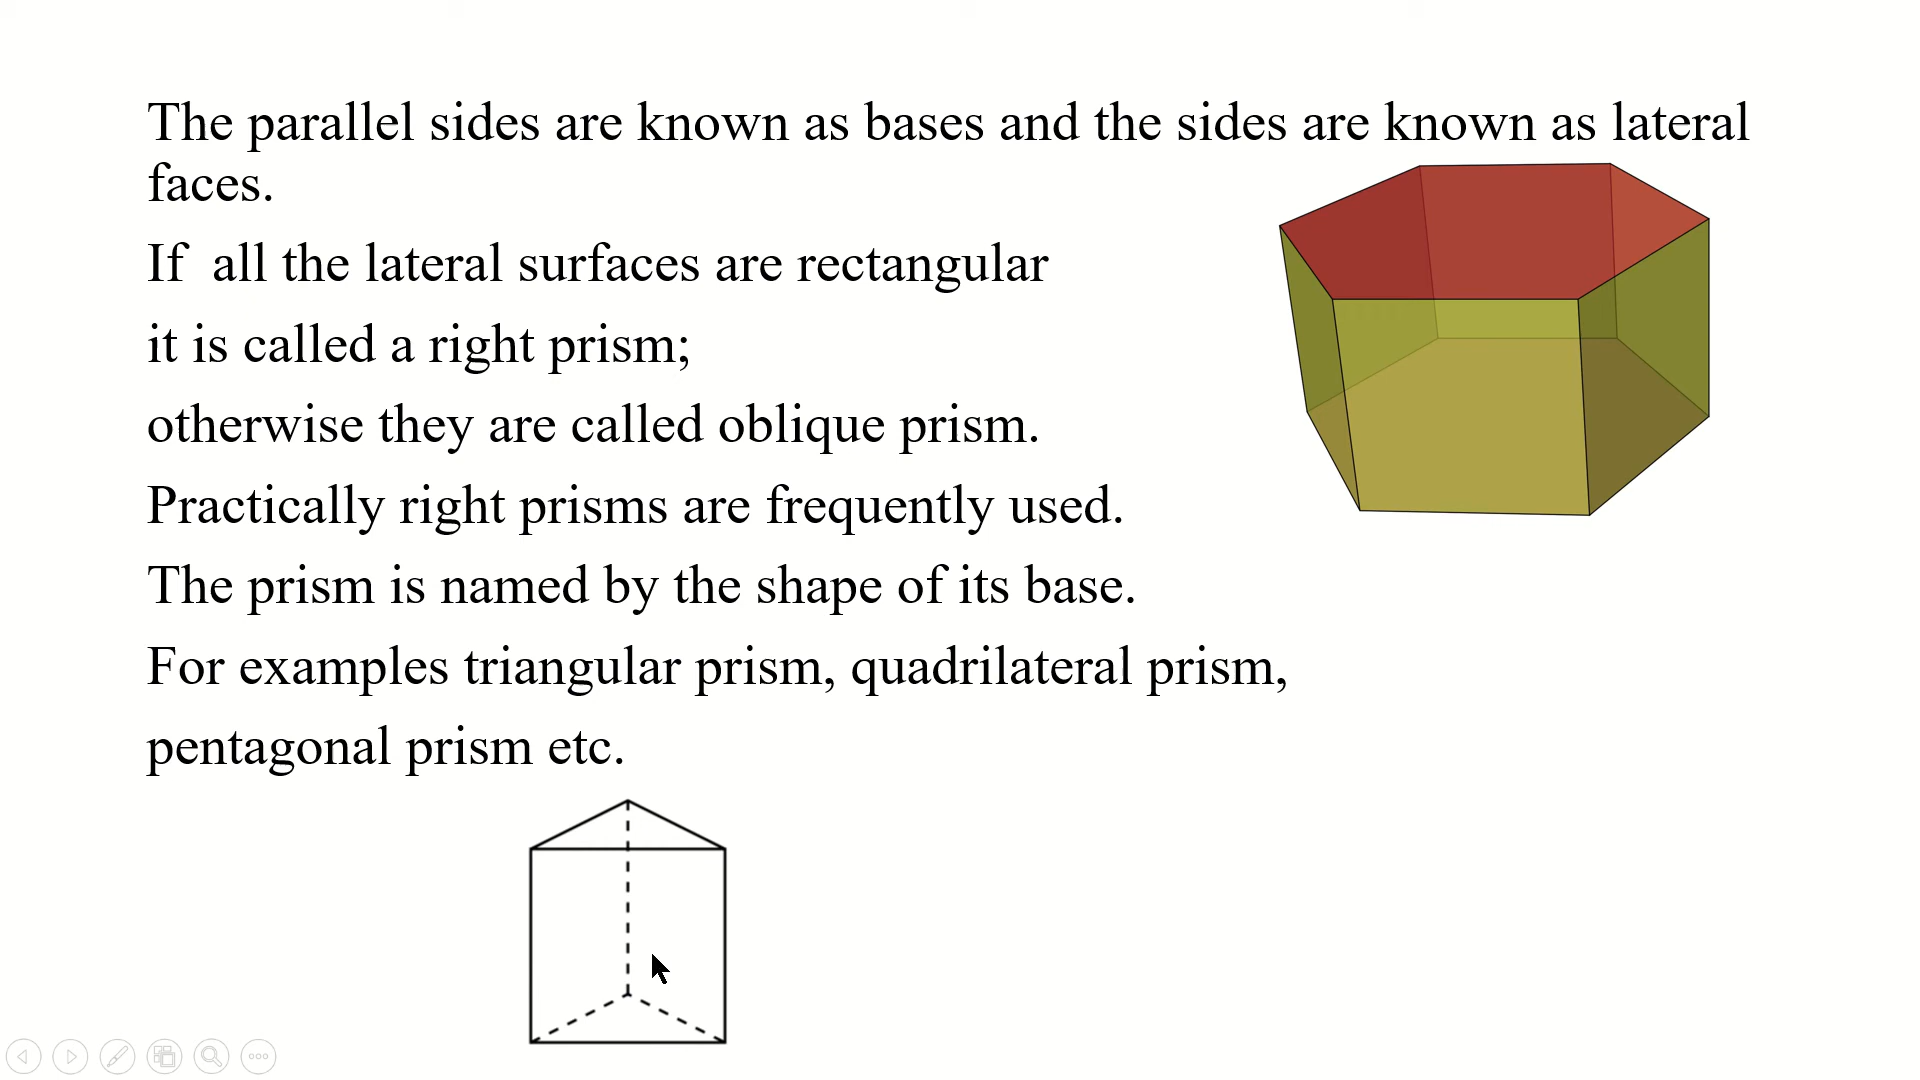 The parallel sides are known as bases and the sides are known as lateral
faces.
If  all the lateral surfaces are rectangular
it is called a right prism;
otherwise they are called oblique prism.
Practically right prisms are frequently used.
The prism is named by the shape of its base.
For examples triangular prism, quadrilateral prism,
pentagonal prism etc.